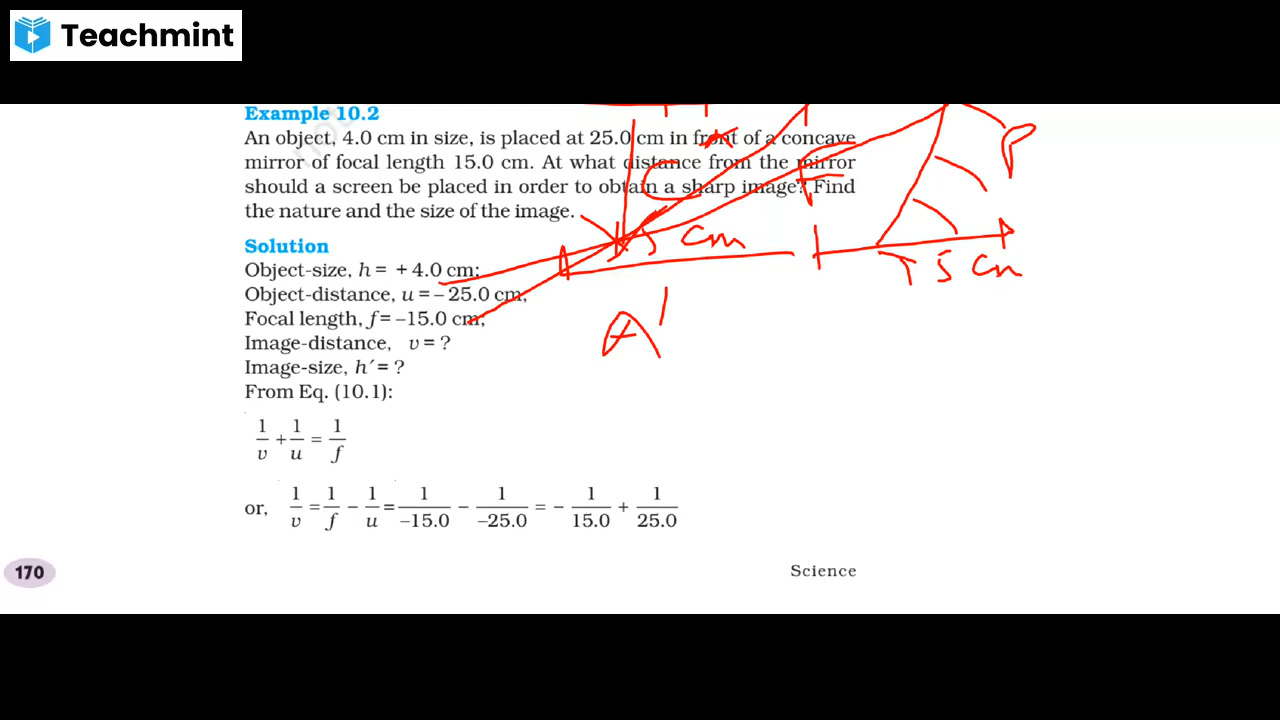 Teachmint
Example 10.2
An object, 4.0 cm in size, is placed at 25.0 cm in front of a concave
mirror of focal length 15.0 cm. At what distance from the mirror
should a screen be placed in order to obtain a sharp image? Find
the nature and the size of the image.
Solution
Object-size, h = + 4.0 cm;
Object-distance, u = – 25.0 cm;
Focal length, f = –15.0 cm;
Image-distance, v = ?
Image-size, h′ = ?
From Eq. (10.1):
1/v + 1/u = 1/f
or, 1/v = 1/f – 1/u = 1/–15.0 – 1/–25.0 = – 1/15.0 + 1/25.0
170
Science
C
F
P
cm
15 cm
A'